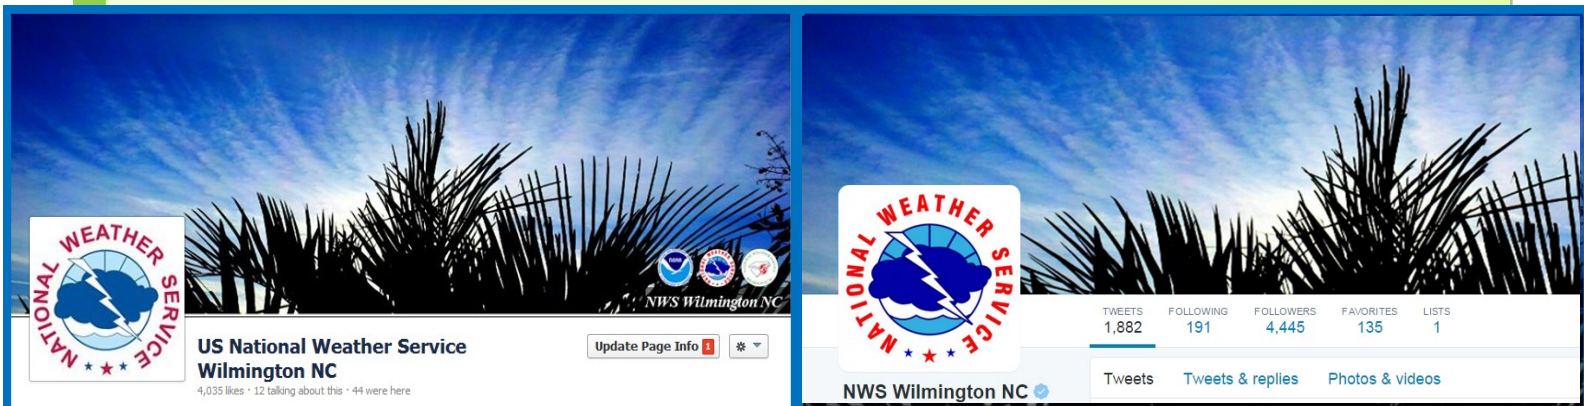 NATIONAL WEATHER SERVICE
NOAA
NWS Wilmington NC
US National Weather Service
Wilmington NC
4,035 likes · 12 talking about this · 44 were here
Update Page Info 1
NATIONAL WEATHER SERVICE
NWS Wilmington NC
TWEETS FOLLOWING FOLLOWERS FAVORITES LISTS
1,882 191 4,445 135 1
Tweets Tweets & replies Photos & videos